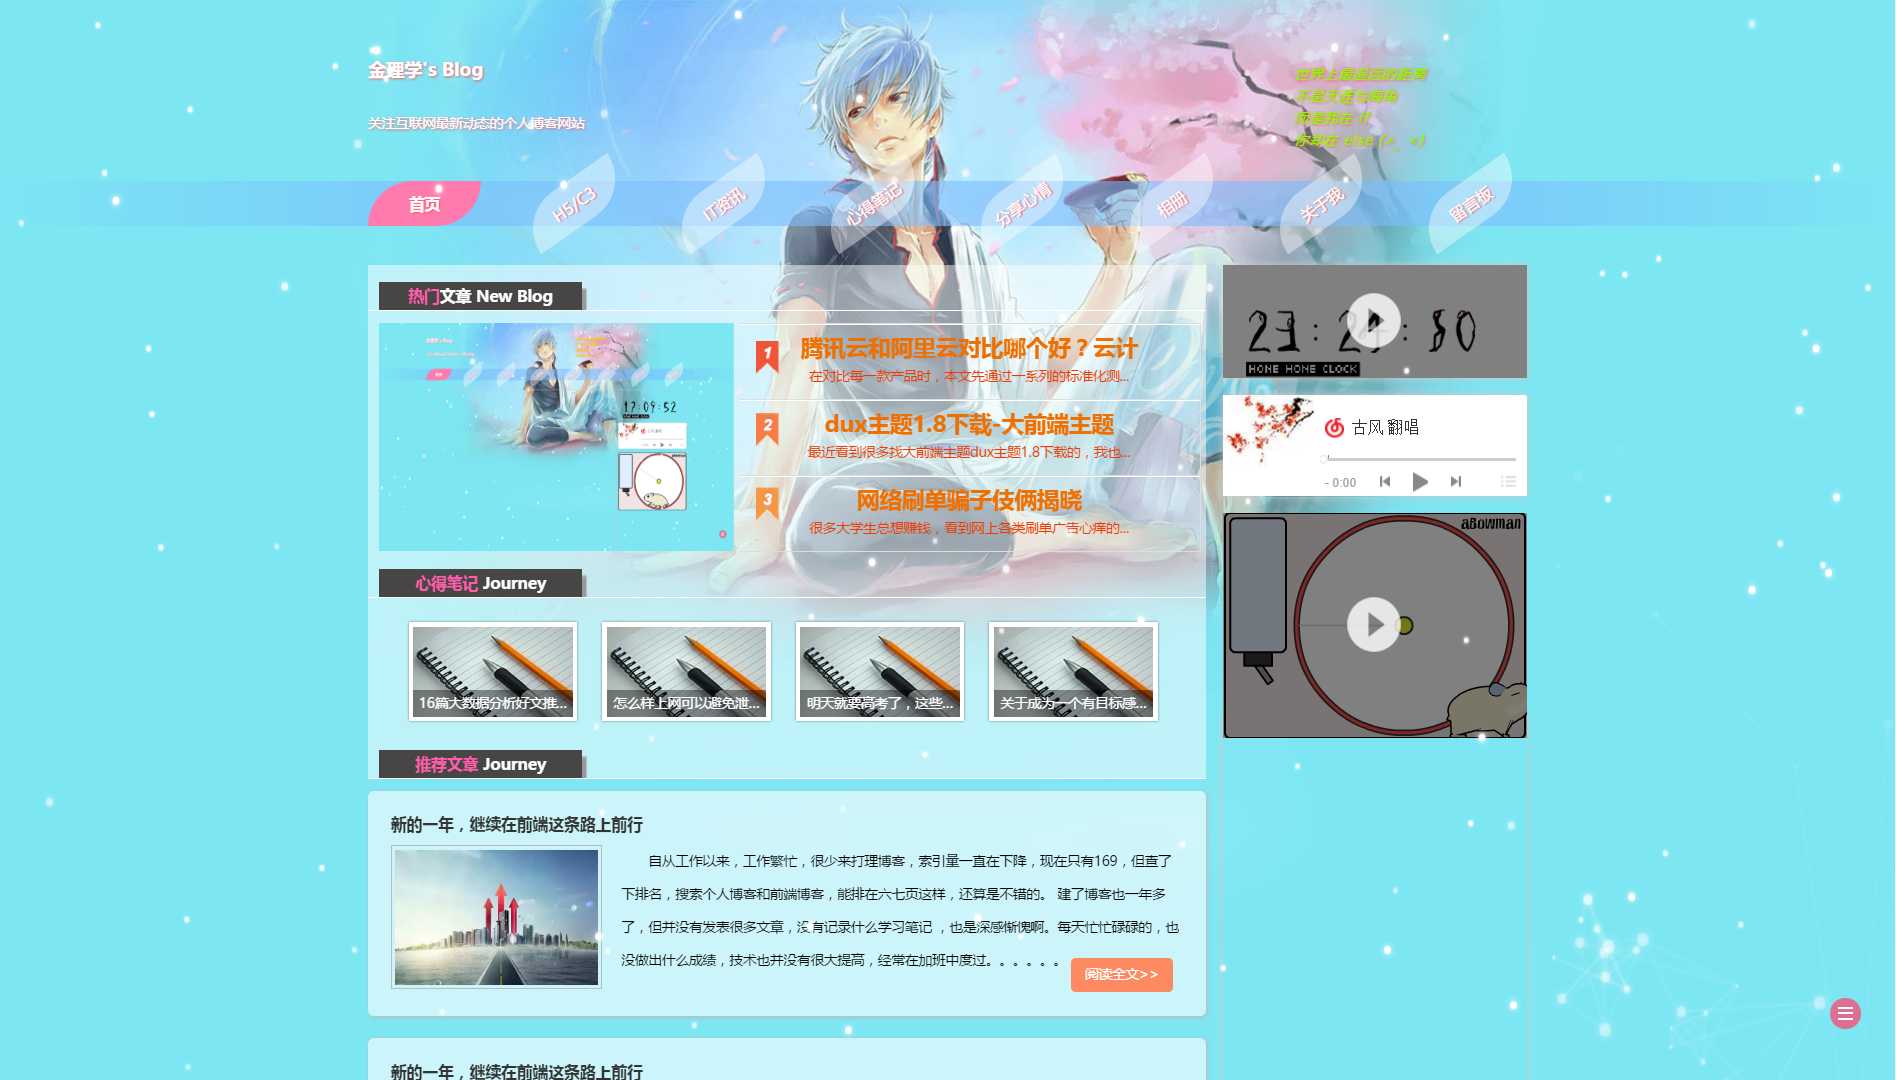 金理学's Blog
关注互联网最新动态的个人博客网站
世界上最遥远的距离
不是天涯与海角
而是我在 if
你却在 else (>_ <)
首页
H5/C3
IT资讯
心得笔记
分享心情
相册
关于我
留言板
热门文章 New Blog
1
腾讯云和阿里云对比哪个好？云计
在对比每一款产品时，本文先通过一系列的标准化测...
2
dux主题1.8下载-大前端主题
最近看到很多找大前端主题dux主题1.8下载的，我也...
3
网络刷单骗子伎俩揭晓
很多大学生总想赚钱，看到网上各类刷单广告心痒的...
17:09:52
HONE HONE CLOCK
古风 翻唱
- 0:00
aBowman
心得笔记 Journey
16篇大数据分析好文推...
怎么样上网可以避免泄...
明天就要高考了，这些...
关于成为一个有目标感...
推荐文章 Journey
新的一年，继续在前端这条路上前行
自从工作以来，工作繁忙，很少来打理博客，索引量一直在下降，现在只有169，但查了
下排名，搜索个人博客和前端博客，能排在六七页这样，还算是不错的。 建了博客也一年多
了，但并没有发表很多文章，没有记录什么学习笔记 ，也是深感惭愧啊。每天忙忙碌碌的，也
没做出什么成绩，技术也并没有很大提高，经常在加班中度过。。。。。。
阅读全文>>
新的一年，继续在前端这条路上前行